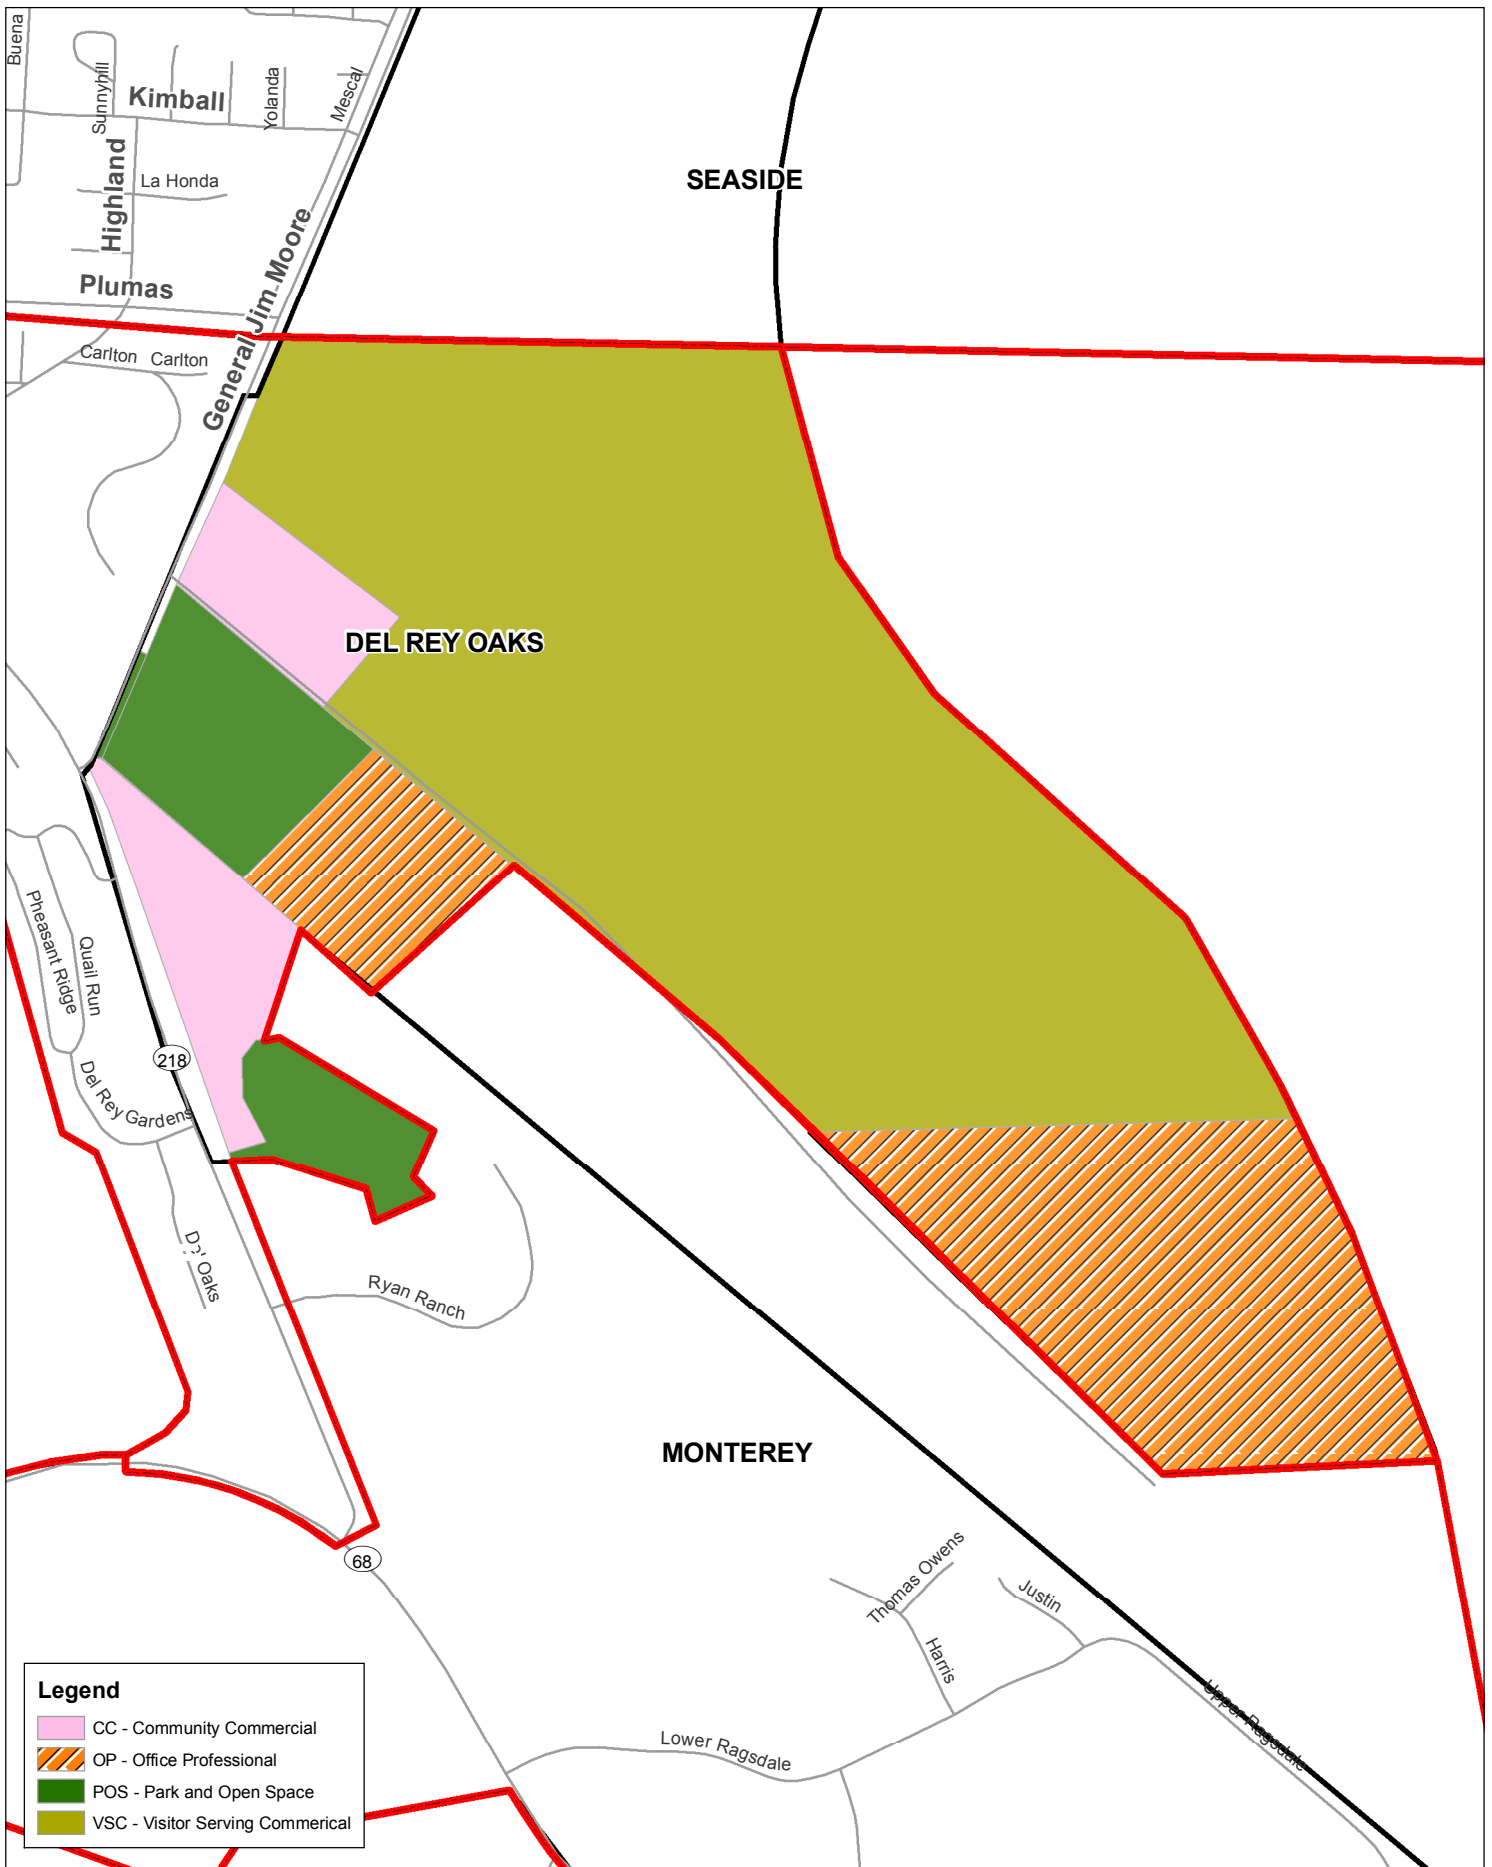 Buena
Sunnyhill
Kimball
Yolanda
Mescal
Highland
La Honda
SEASIDE
General Jim Moore
Plumas
Carlton Carlton
DEL REY OAKS
Pheasant Ridge
Quail Run
218
Del Rey Gardens
Oaks
Ryan Ranch
MONTEREY
68
Thomas Owens
Justin
Harris
Upper Ragsdale
Lower Ragsdale
Legend
CC - Community Commercial
OP - Office Professional
POS - Park and Open Space
VSC - Visitor Serving Commerical